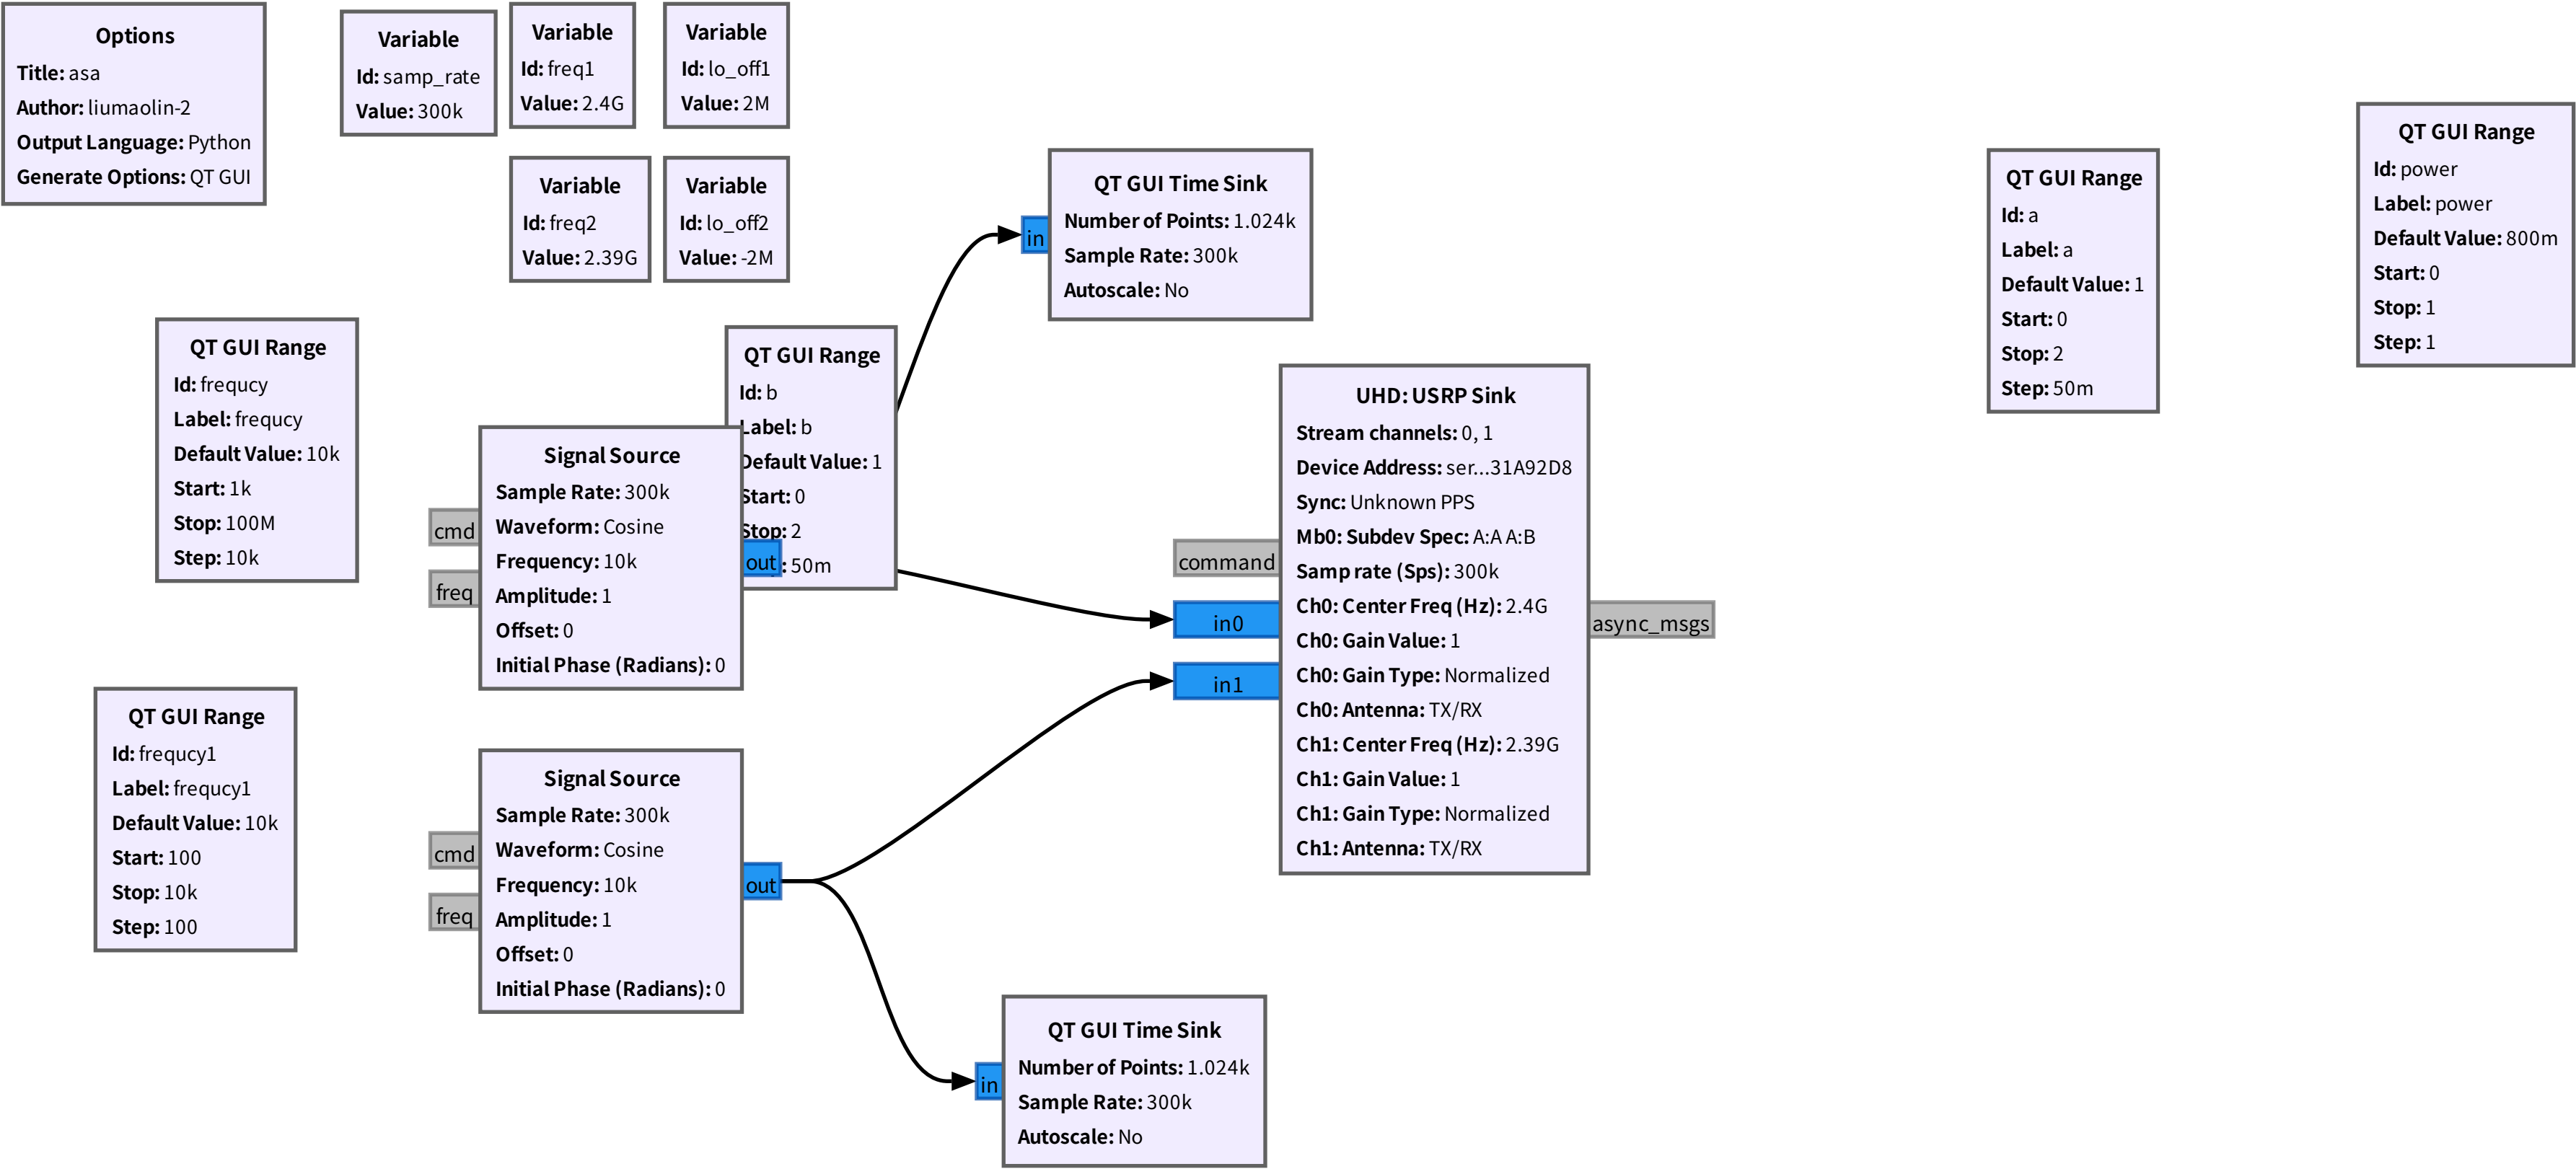 Options
Title: asa
Author: liumaolin-2
Output Language: Python
Generate Options: QT GUI
Variable
Id: samp_rate
Value: 300k
Variable
Id: freq1
Value: 2.4G
Variable
Id: lo_off1
Value: 2M
Variable
Id: freq2
Value: 2.39G
Variable
Id: lo_off2
Value: -2M
QT GUI Time Sink
Number of Points: 1.024k
Sample Rate: 300k
Autoscale: No
in
QT GUI Range
Id: a
Label: a
Default Value: 1
Start: 0
Stop: 2
Step: 50m
QT GUI Range
Id: power
Label: power
Default Value: 800m
Start: 0
Stop: 1
Step: 1
QT GUI Range
Id: frequcy
Label: frequcy
Default Value: 10k
Start: 1k
Stop: 100M
Step: 10k
QT GUI Range
Id: b
Label: b
Default Value: 1
Start: 0
Stop: 2
: 50m
Signal Source
Sample Rate: 300k
Waveform: Cosine
Frequency: 10k
Amplitude: 1
Offset: 0
Initial Phase (Radians): 0
cmd
freq
out
UHD: USRP Sink
Stream channels: 0, 1
Device Address: ser...31A92D8
Sync: Unknown PPS
Mb0: Subdev Spec: A:A A:B
Samp rate (Sps): 300k
Ch0: Center Freq (Hz): 2.4G
Ch0: Gain Value: 1
Ch0: Gain Type: Normalized
Ch0: Antenna: TX/RX
Ch1: Center Freq (Hz): 2.39G
Ch1: Gain Value: 1
Ch1: Gain Type: Normalized
Ch1: Antenna: TX/RX
command
in0
in1
async_msgs
QT GUI Range
Id: frequcy1
Label: frequcy1
Default Value: 10k
Start: 100
Stop: 10k
Step: 100
Signal Source
Sample Rate: 300k
Waveform: Cosine
Frequency: 10k
Amplitude: 1
Offset: 0
Initial Phase (Radians): 0
cmd
freq
out
QT GUI Time Sink
Number of Points: 1.024k
Sample Rate: 300k
Autoscale: No
in